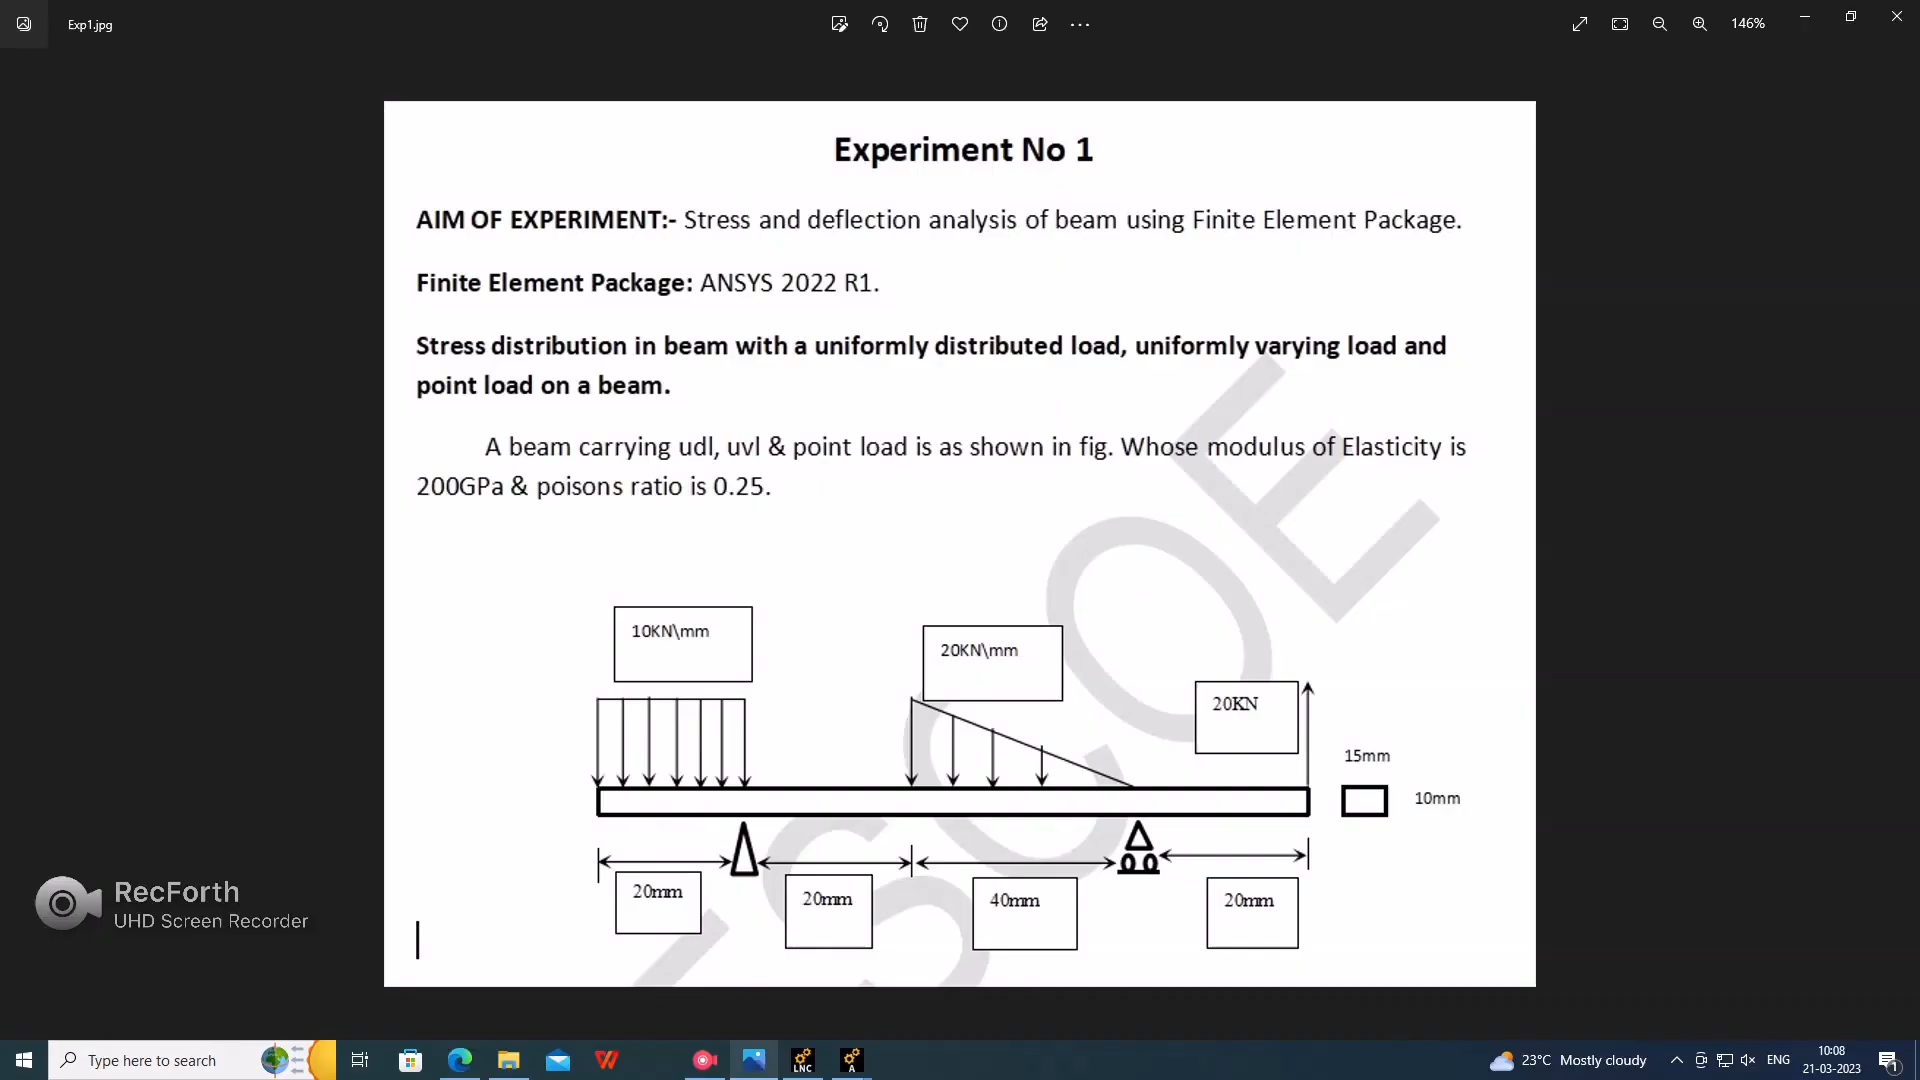 Exp1.jpg
146%
Experiment No 1
AIM OF EXPERIMENT:- Stress and deflection analysis of beam using Finite Element Package.
Finite Element Package: ANSYS 2022 R1.
Stress distribution in beam with a uniformly distributed load, uniformly varying load and
point load on a beam.
A beam carrying udl, uvl & point load is as shown in fig. Whose modulus of Elasticity is
200GPa & poisons ratio is 0.25.
10KN\mm
20KN\mm
20KN
15mm
10mm
20mm
20mm
40mm
20mm
ESCOE
RecForth
UHD Screen Recorder
Type here to search
LNC
A
23°C Mostly cloudy
ENG
10:08
21-03-2023
1